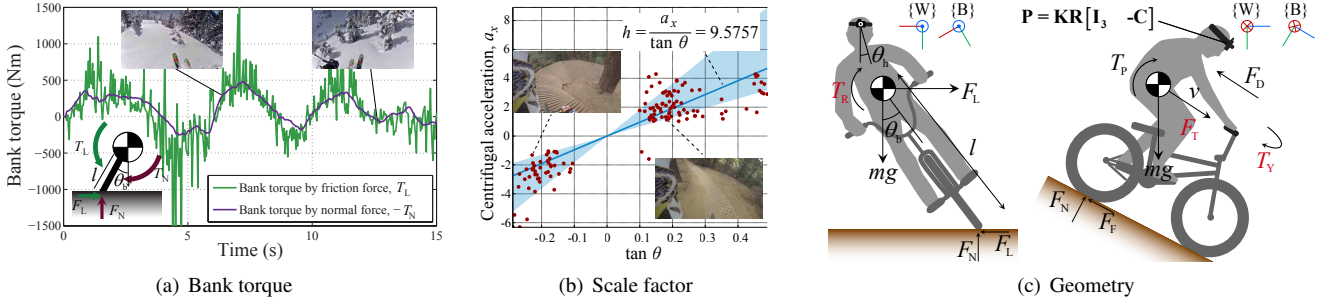 Bank torque (Nm)
1500
1000
500
0
−500
−1000
−1500
0
5
10
15
Time (s)
T_L
l
θ_b
T_N
F_L
F_N
Bank torque by friction force, T_L
Bank torque by normal force, −T_N
(a) Bank torque
Centrifugal acceleration, a_x
6
4
2
0
2
4
6
h = a_x / tan θ = 9.5757
-0.2
-0.1
0
0.1
0.2
0.3
0.4
tan θ
(b) Scale factor
{W}
{B}
θ_h
T_R
F_L
θ_b
l
mg
F_N
F_L
P = KR[I_3 -C]
{W}
{B}
T_P
F_D
v
F_T
mg
T_Y
F_N
F_F
(c) Geometry